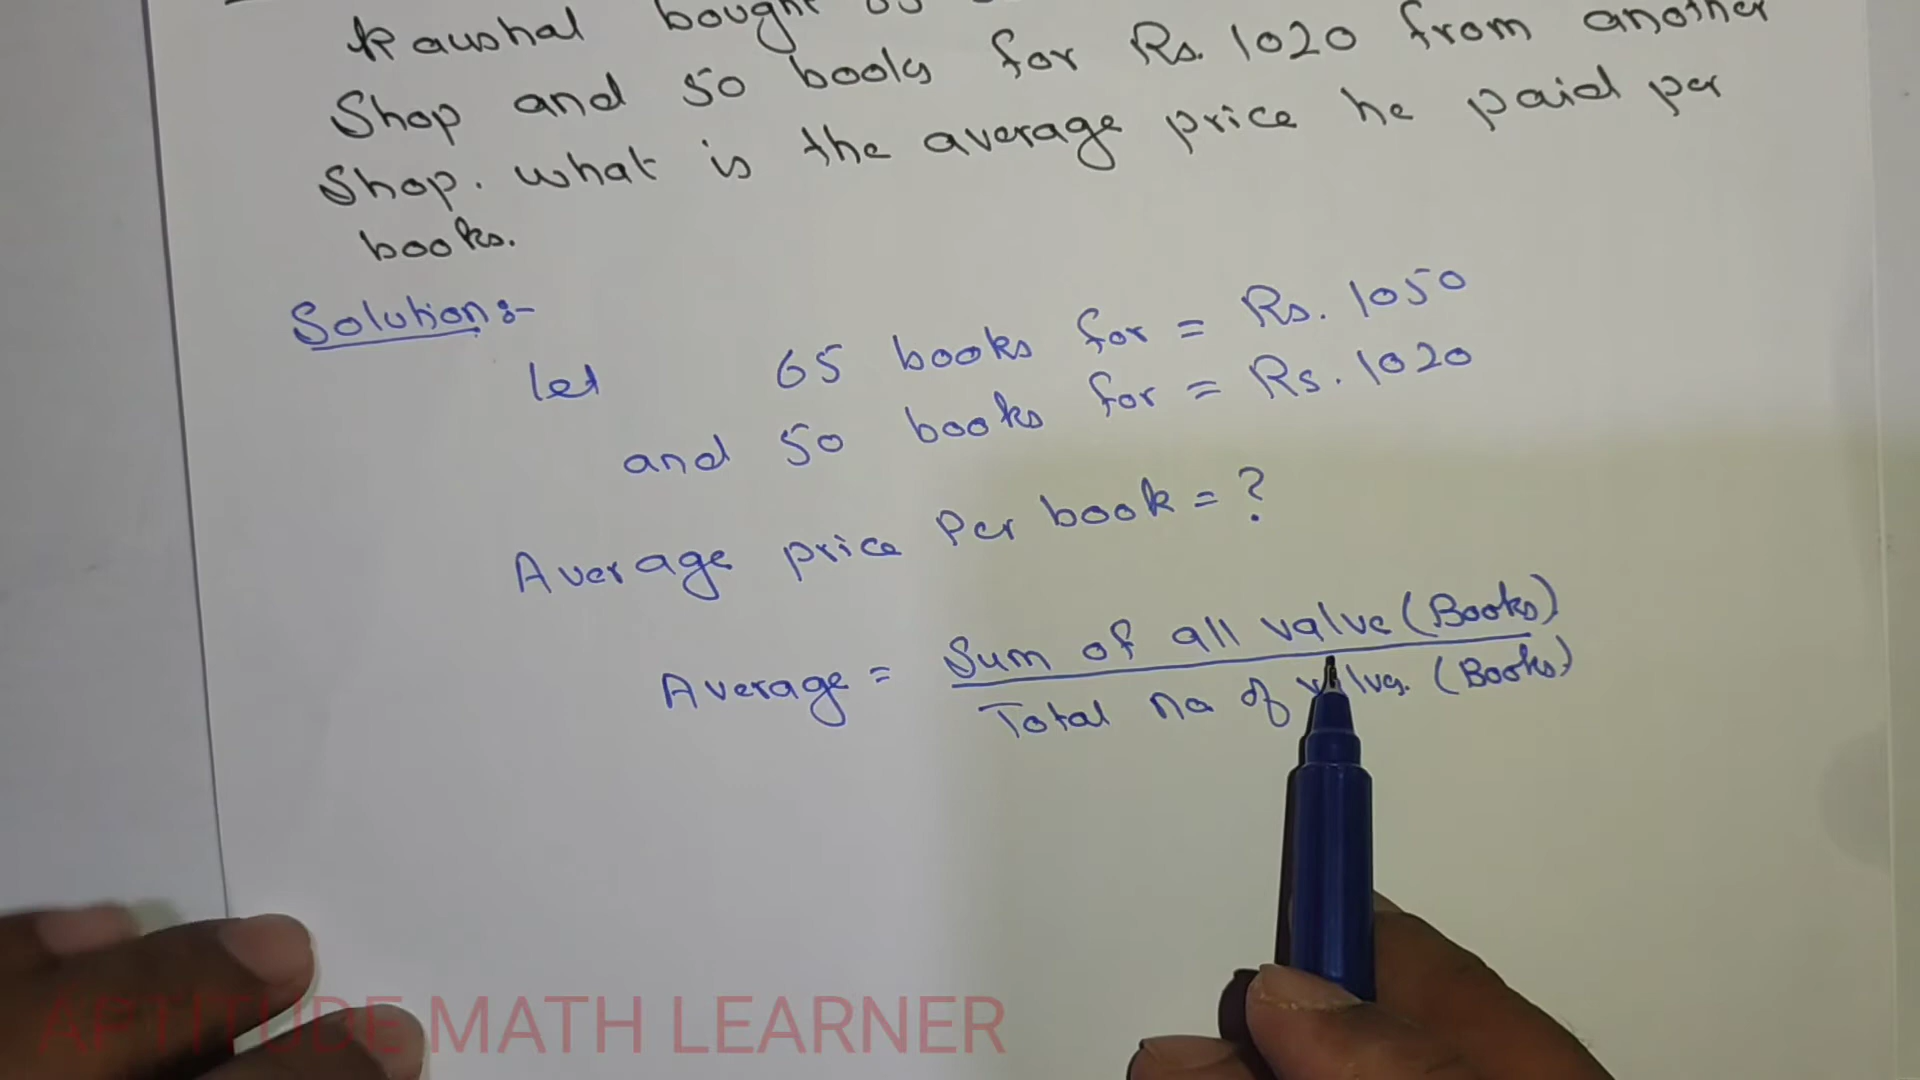 Kaushal bought
Shop and 50 books for Rs. 1020 from another
Shop. what is the average price he paid per
books.
Solution:-
let 65 books for = Rs. 1050
and 50 books for = Rs. 1020
Average price Per book = ?
Average = Sum of all value (Books)
Total no of values. (Books)
APTITUDE MATH LEARNER